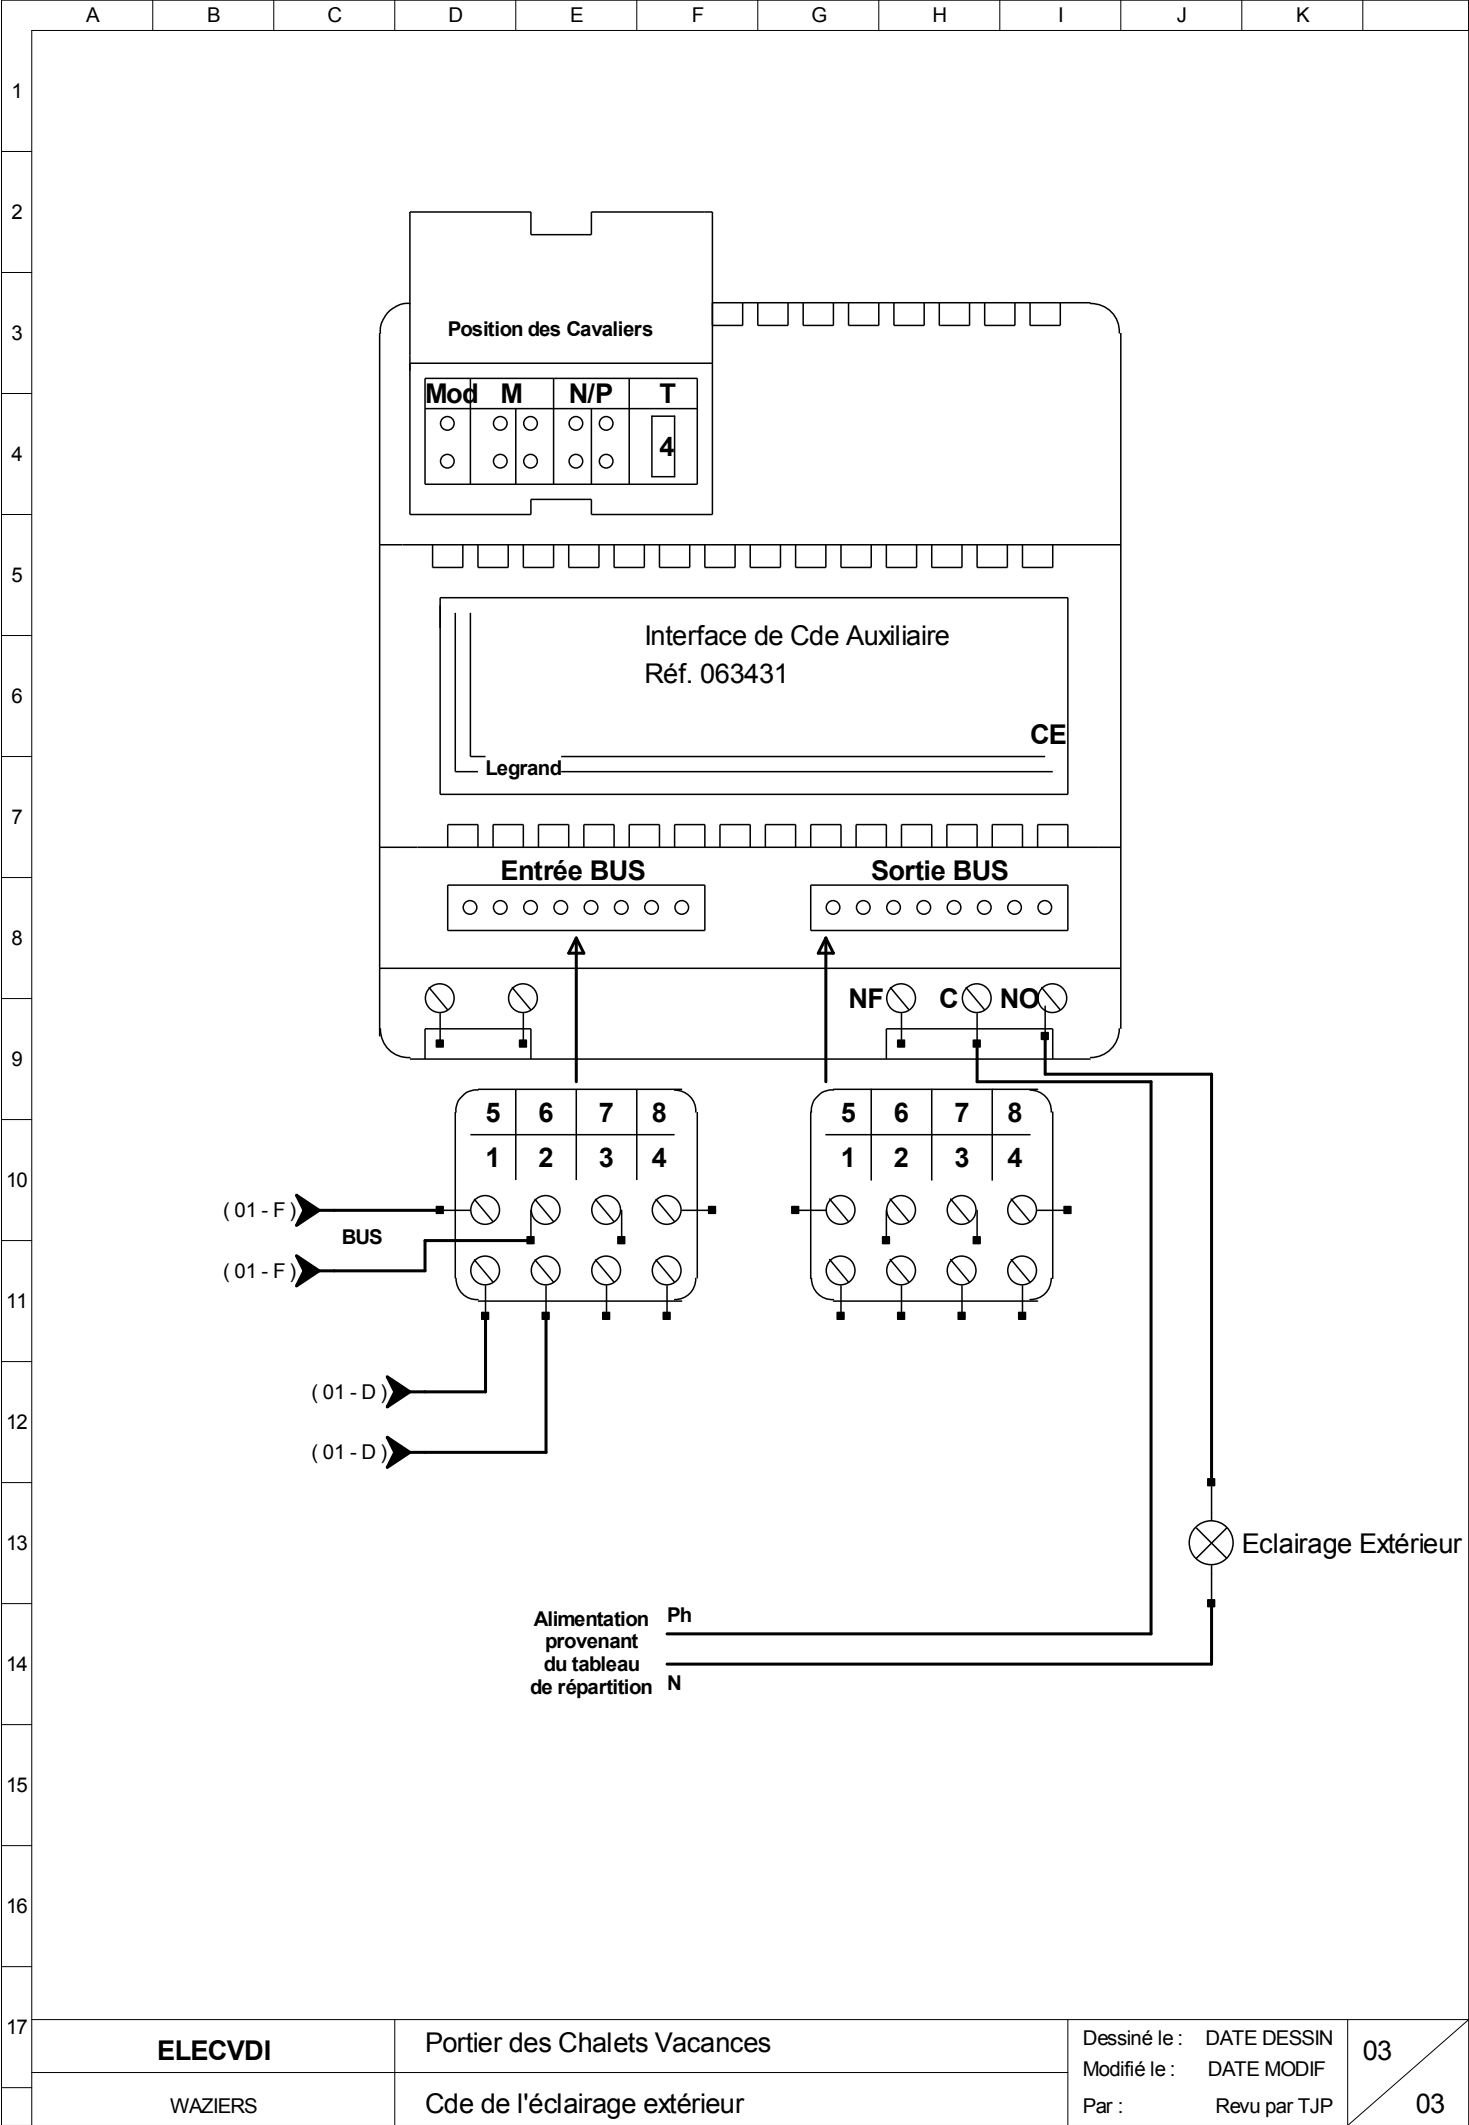 A B C D E F G H I J K
1
2
3
4
5
6
7
8
9
10
11
12
13
14
15
16
17
Position des Cavaliers
Mod M N/P T
4
Interface de Cde Auxiliaire
Réf. 063431
CE
Legrand
Entrée BUS Sortie BUS
NF C NO
5 6 7 8 5 6 7 8
1 2 3 4 1 2 3 4
( 01 - F )
BUS
( 01 - F )
( 01 - D )
( 01 - D )
Eclairage Extérieur
Alimentation Ph
provenant
du tableau
de répartition N
ELECVDI
WAZIERS
Portier des Chalets Vacances
Cde de l'éclairage extérieur
Dessiné le : DATE DESSIN
Modifié le : DATE MODIF
Par : Revu par TJP
03
03